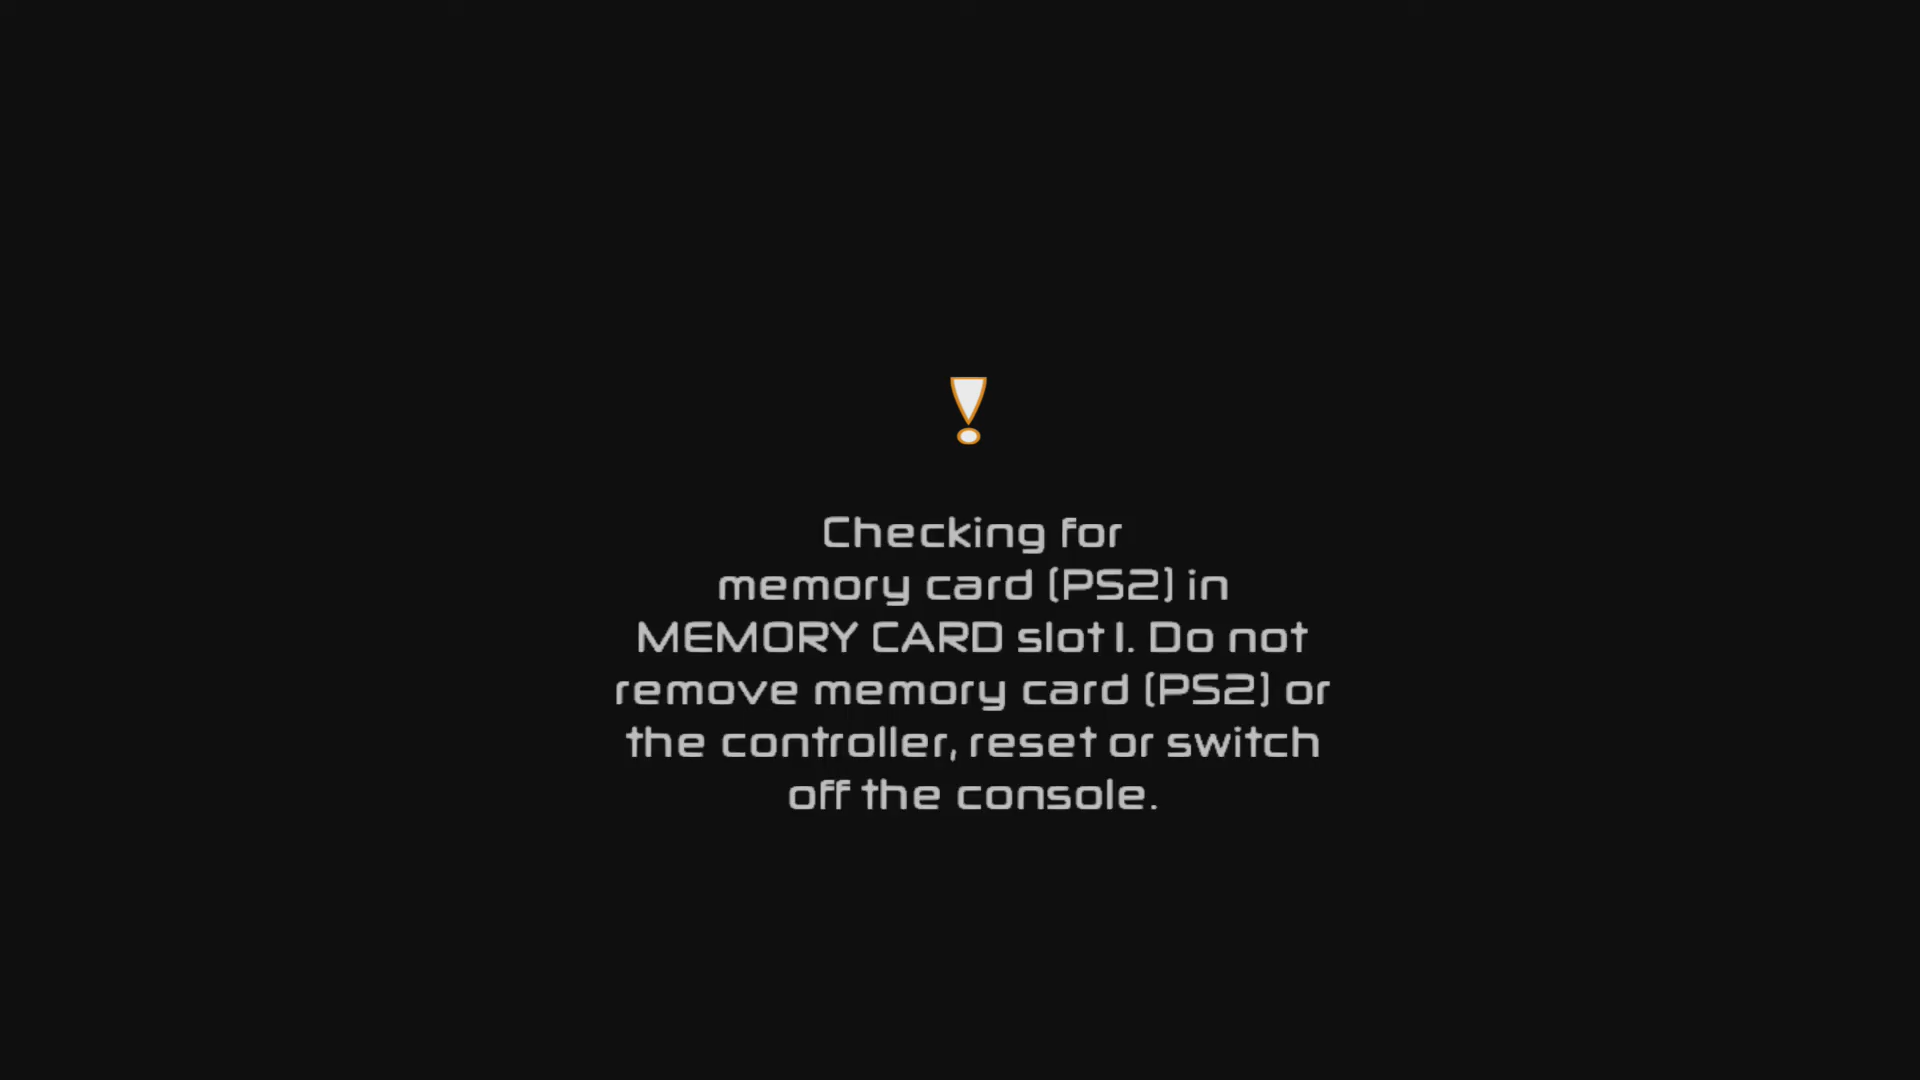 !
Checking for
memory card (PS2) in
MEMORY CARD slot 1. Do not
remove memory card (PS2) or
the controller, reset or switch
off the console.